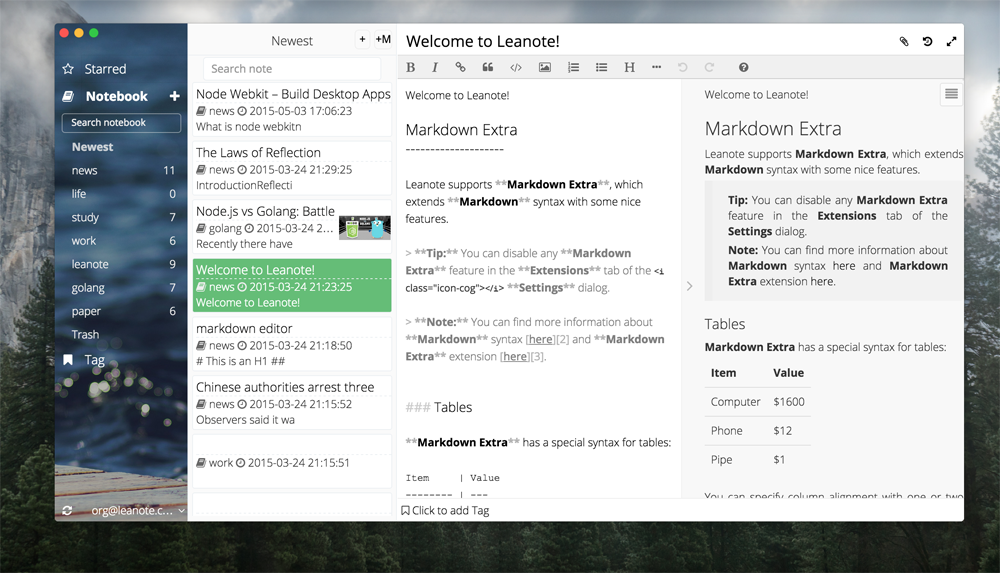 Starred
Notebook +
Search notebook
Newest
news 11
life 0
study 7
work 6
leanote 9
golang 7
paper 6
Trash
Tag
org@leanote.c...
Newest + +M
Search note
Node Webkit – Build Desktop Apps
news 2015-05-03 17:06:23
What is node webkitn
The Laws of Reflection
news 2015-03-24 21:29:25
IntroductionReflecti
Node.js vs Golang: Battle
golang 2015-03-24 2...
Recently there have
Welcome to Leanote!
news 2015-03-24 21:23:25
Welcome to Leanote!
markdown editor
news 2015-03-24 21:18:50
# This is an H1 ##
Chinese authorities arrest three
news 2015-03-24 21:15:52
Observers said it wa
work 2015-03-24 21:15:51
Welcome to Leanote!
B I H
Welcome to Leanote!
Markdown Extra
--------------------
Leanote supports **Markdown Extra**, which
extends **Markdown** syntax with some nice
features.
> **Tip:** You can disable any **Markdown
Extra** feature in the **Extensions** tab of the <i
class="icon-cog"></i> **Settings** dialog.
> **Note:** You can find more information about
**Markdown** syntax [here][2] and **Markdown
Extra** extension [here][3].
### Tables
**Markdown Extra** has a special syntax for tables:
Item | Value
-------- | ---
Click to add Tag
Welcome to Leanote!
Markdown Extra
Leanote supports Markdown Extra, which extends
Markdown syntax with some nice features.
Tip: You can disable any Markdown Extra
feature in the Extensions tab of the
Settings dialog.
Note: You can find more information about
Markdown syntax here and Markdown
Extra extension here.
Tables
Markdown Extra has a special syntax for tables:
Item Value
Computer $1600
Phone $12
Pipe $1
You can specify column alignment with one or two